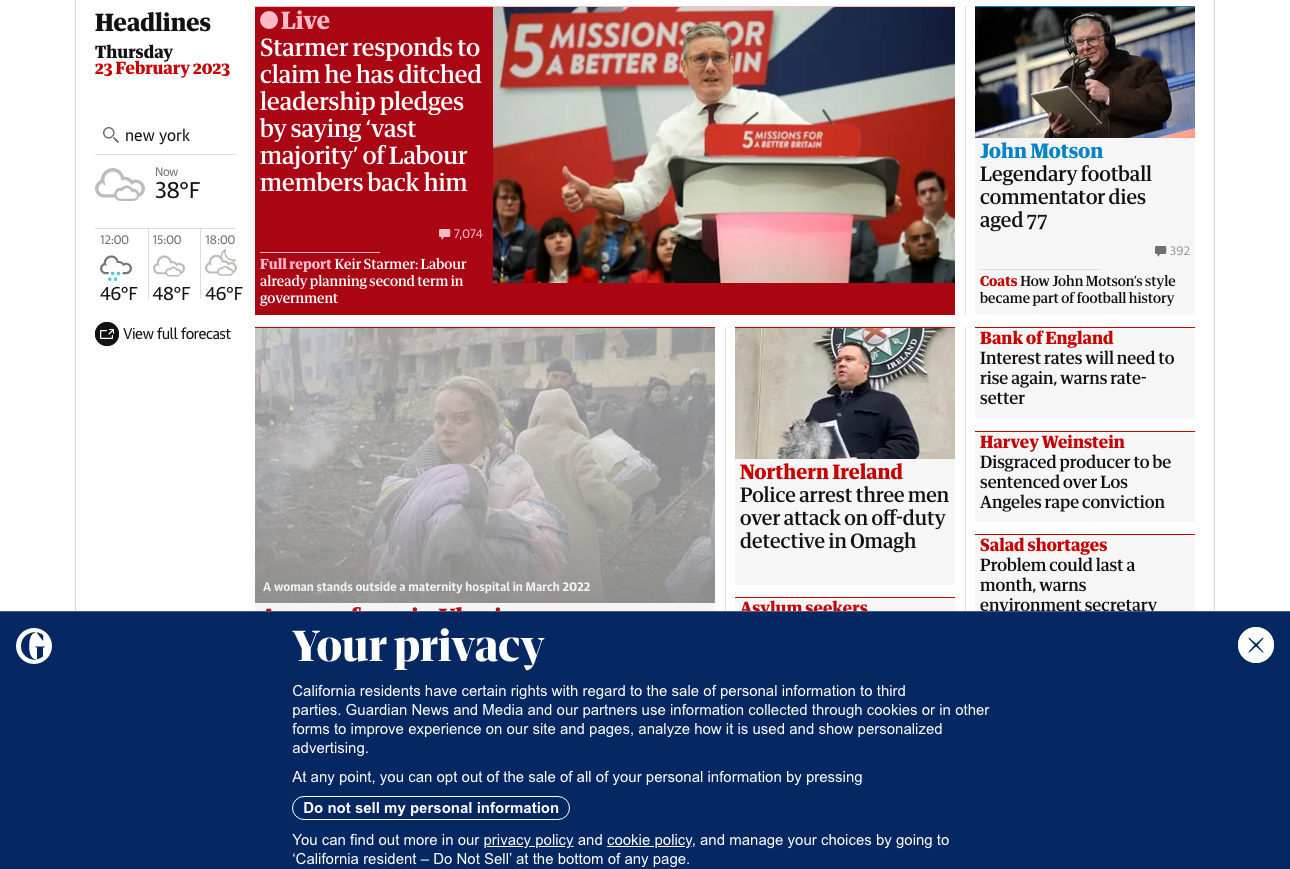 Headlines
Thursday
23 February 2023
new york
Now
38°F
12:00
15:00
18:00
46°F
48°F
46°F
View full forecast
Live
Starmer responds to
claim he has ditched
leadership pledges
by saying ‘vast
majority’ of Labour
members back him
7,074
Full report Keir Starmer: Labour
already planning second term in
government
5 MISSIONS FOR
A BETTER BRITAIN
5 MISSIONS FOR
A BETTER BRITAIN
John Motson
Legendary football
commentator dies
aged 77
392
Coats How John Motson’s style
became part of football history
A woman stands outside a maternity hospital in March 2022
IRELAND
Northern Ireland
Police arrest three men
over attack on off-duty
detective in Omagh
Asylum seekers
Bank of England
Interest rates will need to
rise again, warns rate-
setter
Harvey Weinstein
Disgraced producer to be
sentenced over Los
Angeles rape conviction
Salad shortages
Problem could last a
month, warns
environment secretary
Your privacy
California residents have certain rights with regard to the sale of personal information to third
parties. Guardian News and Media and our partners use information collected through cookies or in other
forms to improve experience on our site and pages, analyze how it is used and show personalized
advertising.
At any point, you can opt out of the sale of all of your personal information by pressing
Do not sell my personal information
You can find out more in our privacy policy and cookie policy, and manage your choices by going to
‘California resident – Do Not Sell’ at the bottom of any page.